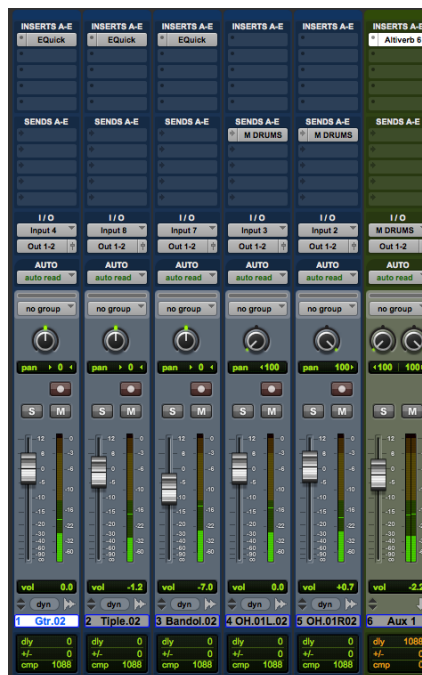 INSERTS A-E INSERTS A-E INSERTS A-E INSERTS A-E INSERTS A-E INSERTS A-E
EQuick EQuick EQuick Altiverb 6
SENDS A-E SENDS A-E SENDS A-E SENDS A-E SENDS A-E SENDS A-E
M DRUMS M DRUMS
I / O I / O I / O I / O I / O I / O
Input 4 Input 8 Input 7 Input 3 Input 2 M DRUMS
Out 1-2 Out 1-2 Out 1-2 Out 1-2 Out 1-2 Out 1-2
AUTO AUTO AUTO AUTO AUTO AUTO
auto read auto read auto read auto read auto read auto read
no group no group no group no group no group no group
pan 0 pan 0 pan 0 pan 100 pan 100 100 100
S M S M S M S M S M S M
vol 0.0 vol -1.2 vol -7.0 vol 0.0 vol +0.7 vol -2.2
dyn dyn dyn dyn dyn dyn
1 Gtr.02 2 Tiple.02 3 Bandol.02 4 OH.01L.02 5 OH.01R02 6 Aux 1
dly 0 dly 0 dly 0 dly 0 dly 0 dly 1088
+/- 0 +/- 0 +/- 0 +/- 0 +/- 0 +/- 0
cmp 1088 cmp 1088 cmp 1088 cmp 1088 cmp 1088 cmp 0